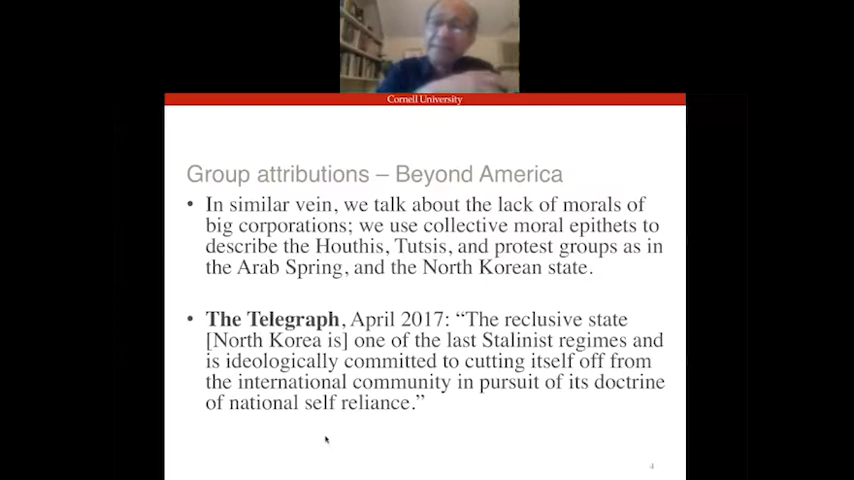 Cornell University
Group attributions – Beyond America
• In similar vein, we talk about the lack of morals of
big corporations; we use collective moral epithets to
describe the Houthis, Tutsis, and protest groups as in
the Arab Spring, and the North Korean state.
• The Telegraph, April 2017: “The reclusive state
[North Korea is] one of the last Stalinist regimes and
is ideologically committed to cutting itself off from
the international community in pursuit of its doctrine
of national self reliance.”
4